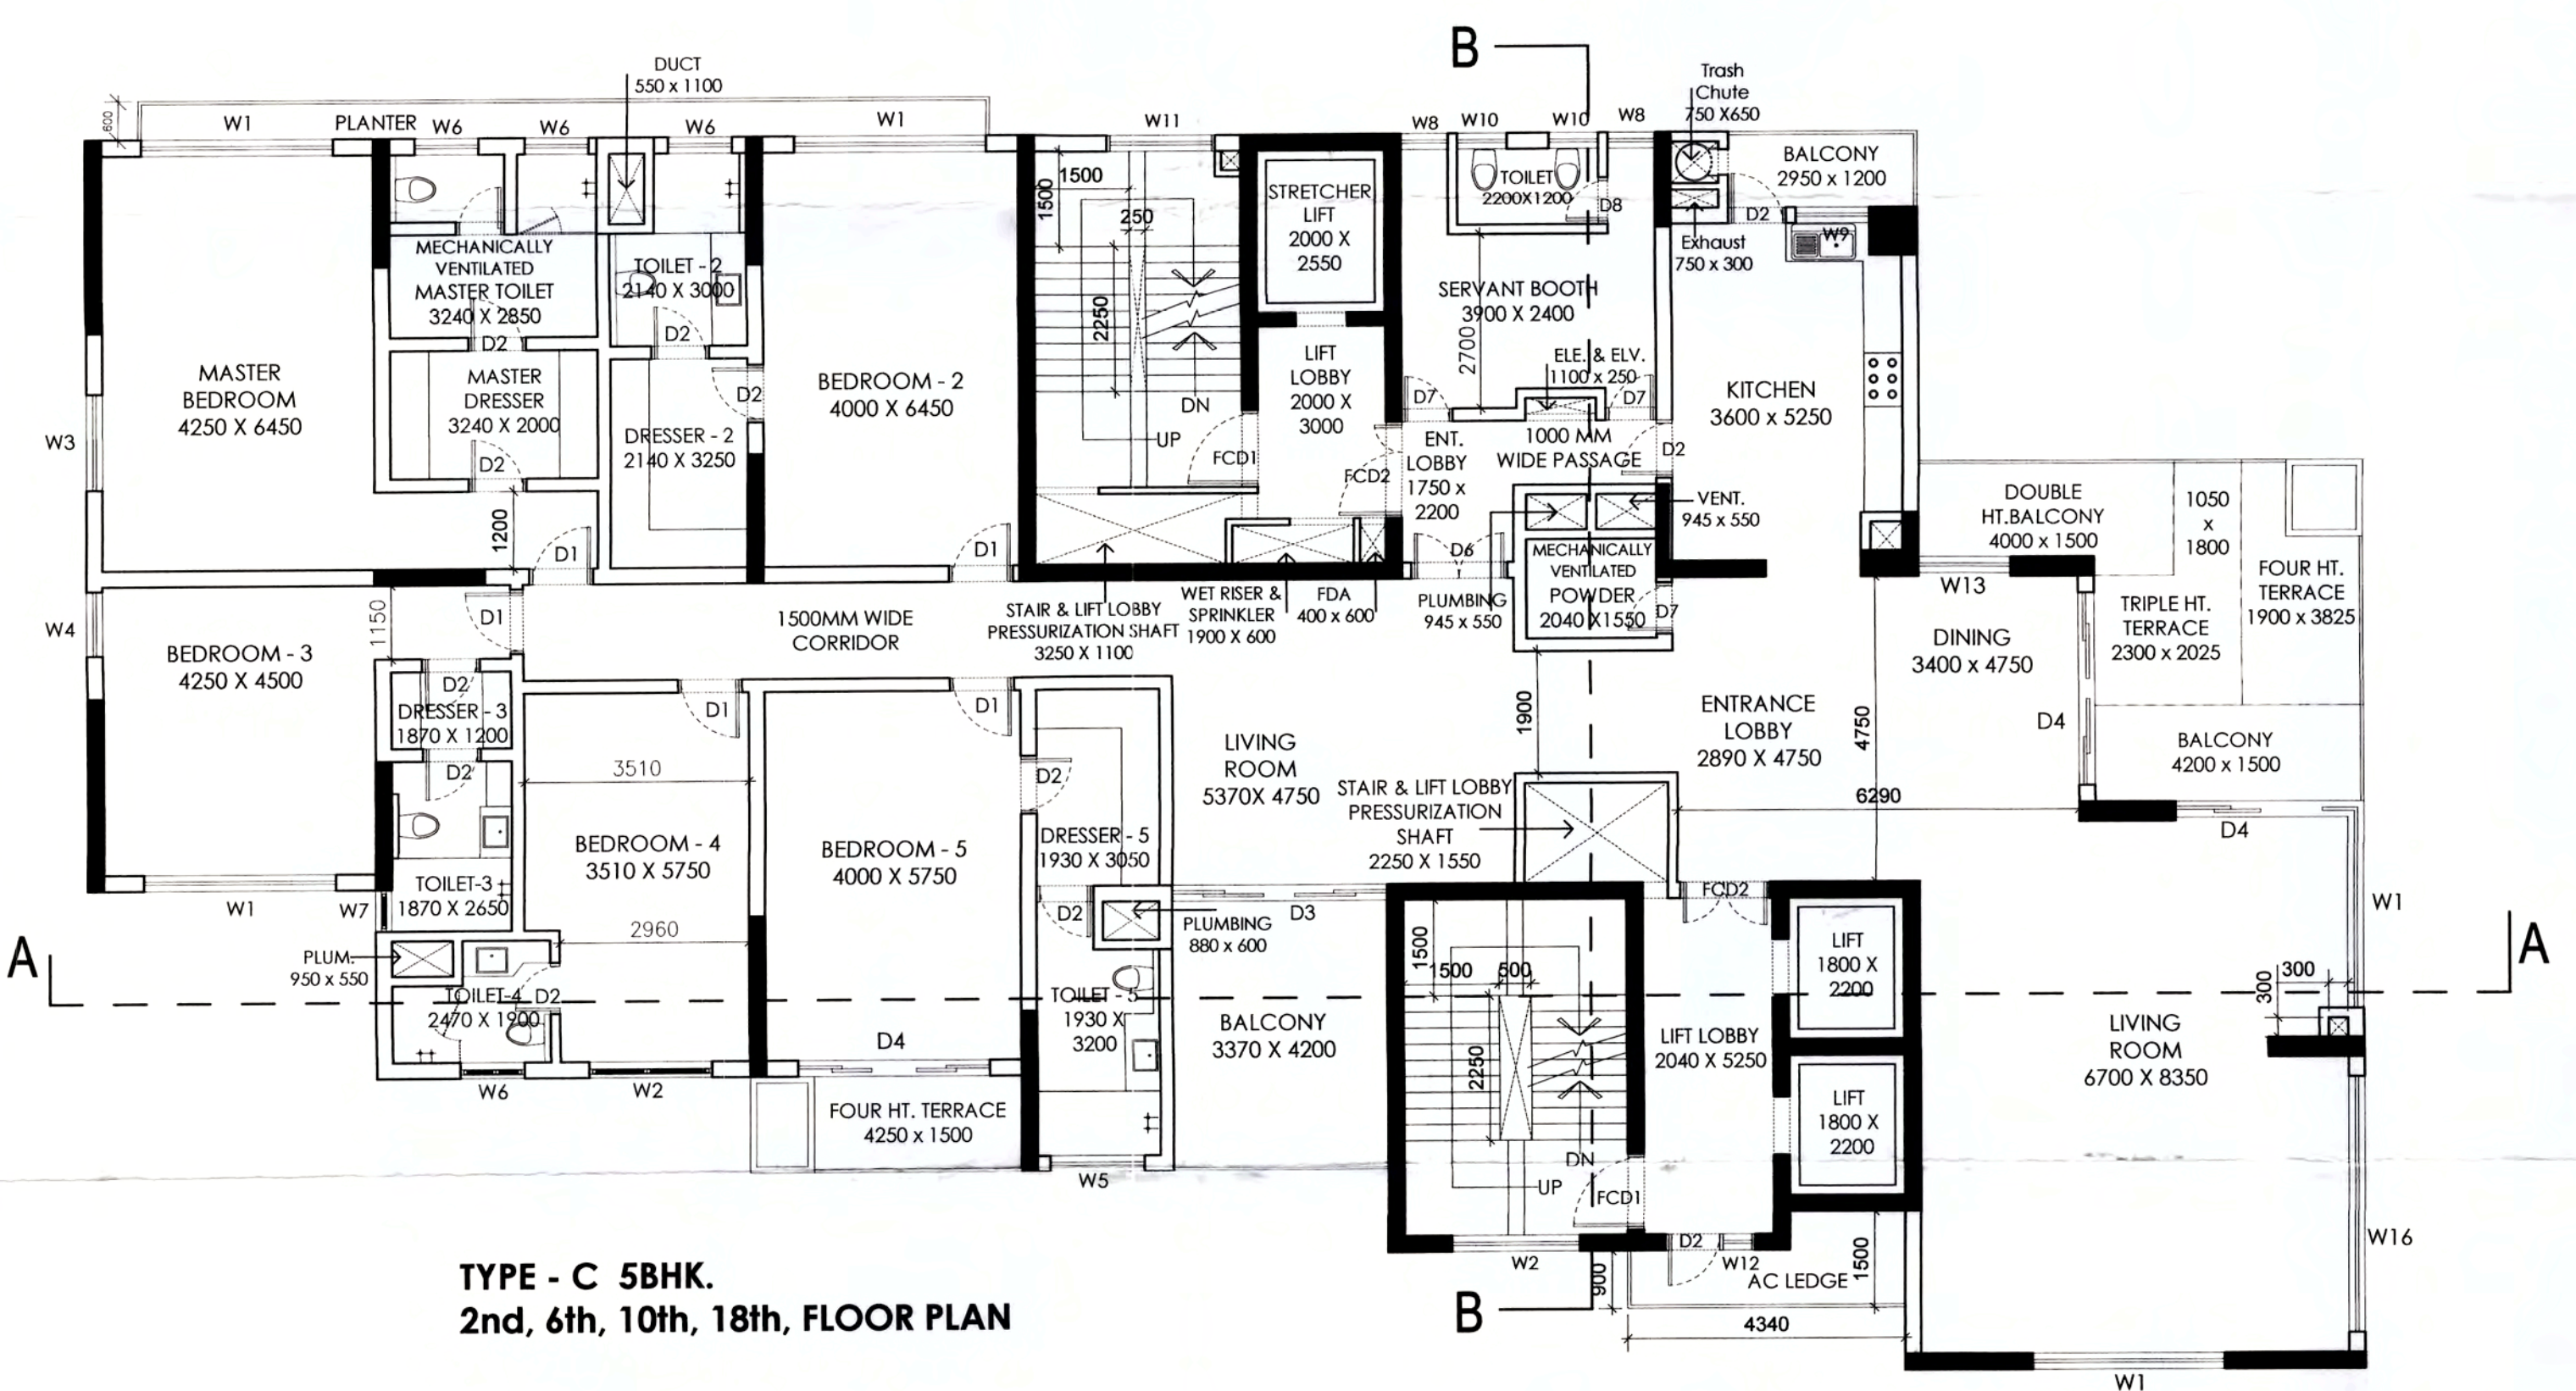 B
DUCT
550 x 1100
Trash
Chute
750 X650
600
W1
PLANTER
W6
W6
W6
W1
W11
W8
W10
W10
W8
BALCONY
2950 x 1200
1500
1500
250
2250
STRETCHER
LIFT
2000 X
2550
TOILET
2200X1200
D8
D2
W9
Exhaust
750 x 300
MECHANICALLY
VENTILATED
MASTER TOILET
3240 X 2850
D2
TOILET - 2
2140 X 3000
D2
SERVANT BOOTH
3900 X 2400
2700
MASTER
BEDROOM
4250 X 6450
MASTER
DRESSER
3240 X 2000
D2
D2
DRESSER - 2
2140 X 3250
BEDROOM - 2
4000 X 6450
DN
UP
FCD1
LIFT
LOBBY
2000 X
3000
FCD2
ELE. & ELV.
1100 x 250
D7
D7
KITCHEN
3600 x 5250
W3
ENT.
LOBBY
1750 x
2200
1000 MM
WIDE PASSAGE
D2
VENT.
945 x 550
DOUBLE
HT.BALCONY
4000 x 1500
1050
x
1800
1200
D1
D1
D6
MECHANICALLY
VENTILATED
POWDER
2040 X1550
D7
W13
FOUR HT.
TERRACE
1900 x 3825
W4
1150
D1
1500MM WIDE
CORRIDOR
STAIR & LIFT LOBBY
PRESSURIZATION SHAFT
3250 X 1100
WET RISER &
SPRINKLER
1900 X 600
FDA
400 x 600
PLUMBING
945 x 550
TRIPLE HT.
TERRACE
2300 x 2025
DINING
3400 x 4750
BEDROOM - 3
4250 X 4500
D2
DRESSER - 3
1870 X 1200
D2
D1
D1
1900
ENTRANCE
LOBBY
2890 X 4750
4750
D4
BALCONY
4200 x 1500
3510
D2
LIVING
ROOM
5370X 4750
STAIR & LIFT LOBBY
PRESSURIZATION
SHAFT
2250 X 1550
6290
D4
BEDROOM - 4
3510 X 5750
BEDROOM - 5
4000 X 5750
DRESSER - 5
1930 X 3050
TOILET-3
1870 X 2650
W1
W7
D2
PLUMBING
880 x 600
D3
FCD2
W1
A
2960
1500
1500
500
LIFT
1800 X
2200
300
300
A
PLUM.
950 x 550
TOILET-4
2470 X 1900
D2
TOILET - 5
1930 X
3200
BALCONY
3370 X 4200
2250
LIFT LOBBY
2040 X 5250
LIVING
ROOM
6700 X 8350
D4
W6
W2
FOUR HT. TERRACE
4250 x 1500
LIFT
1800 X
2200
W5
DN
UP
FCD1
W2
D2
W12
1500
W16
900
AC LEDGE
TYPE - C  5BHK.
2nd, 6th, 10th, 18th, FLOOR PLAN
B
4340
W1